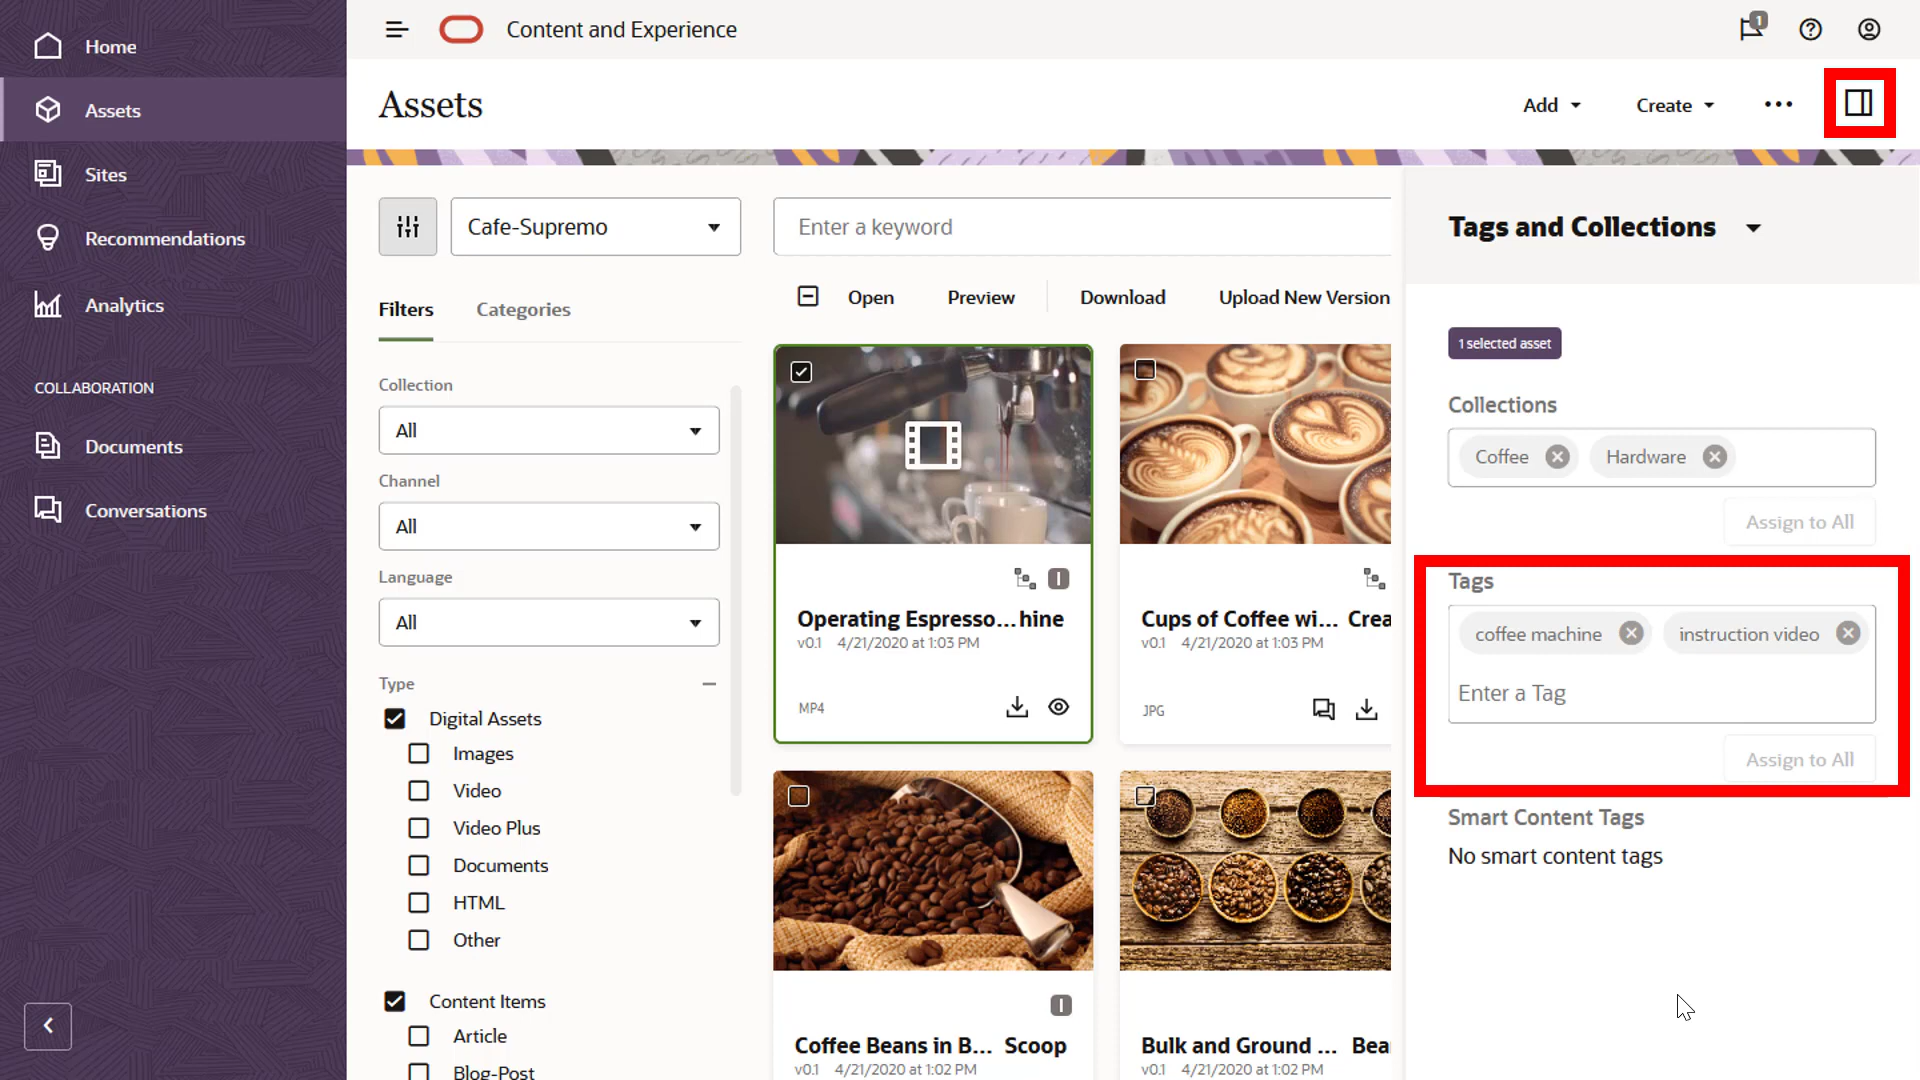 Home
Assets
Sites
Recommendations
Analytics
COLLABORATION
Documents
Conversations
Content and Experience
1
Assets
Add
Create
Cafe-Supremo
Enter a keyword
Filters
Categories
Open
Preview
Download
Upload New Version
Collection
All
Channel
All
Language
All
Type
Digital Assets
Images
Video
Video Plus
Documents
HTML
Other
Content Items
Article
Blog-Post
Operating Espresso... hine
v0.1 4/21/2020 at 1:03 PM
MP4
Cups of Coffee wi... Crea
v0.1 4/21/2020 at 1:03 PM
JPG
Coffee Beans in B... Scoop
v0.1 4/21/2020 at 1:02 PM
Bulk and Ground ... Bea
v0.1 4/21/2020 at 1:02 PM
Tags and Collections
1 selected asset
Collections
Coffee
Hardware
Assign to All
Tags
coffee machine
instruction video
Enter a Tag
Assign to All
Smart Content Tags
No smart content tags